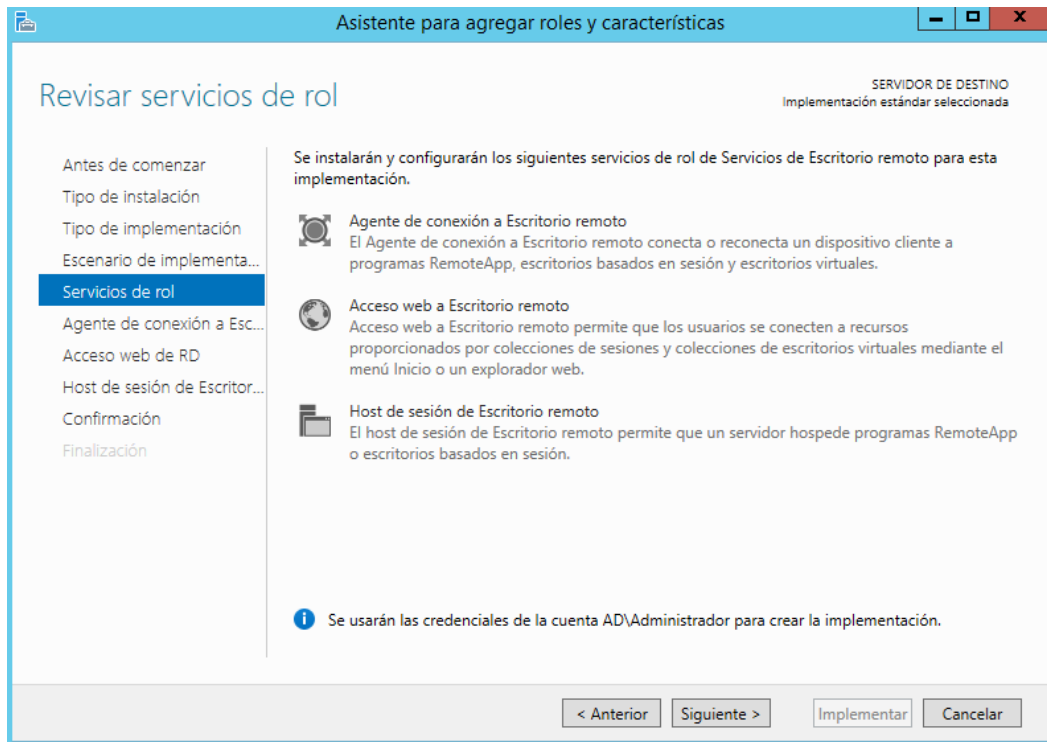 Asistente para agregar roles y características
Revisar servicios de rol
SERVIDOR DE DESTINO
Implementación estándar seleccionada
Antes de comenzar
Tipo de instalación
Tipo de implementación
Escenario de implementa...
Servicios de rol
Agente de conexión a Esc...
Acceso web de RD
Host de sesión de Escritor...
Confirmación
Finalización
Se instalarán y configurarán los siguientes servicios de rol de Servicios de Escritorio remoto para esta
implementación.
Agente de conexión a Escritorio remoto
El Agente de conexión a Escritorio remoto conecta o reconecta un dispositivo cliente a
programas RemoteApp, escritorios basados en sesión y escritorios virtuales.
Acceso web a Escritorio remoto
Acceso web a Escritorio remoto permite que los usuarios se conecten a recursos
proporcionados por colecciones de sesiones y colecciones de escritorios virtuales mediante el
menú Inicio o un explorador web.
Host de sesión de Escritorio remoto
El host de sesión de Escritorio remoto permite que un servidor hospede programas RemoteApp
o escritorios basados en sesión.
Se usarán las credenciales de la cuenta AD\Administrador para crear la implementación.
< Anterior
Siguiente >
Implementar
Cancelar